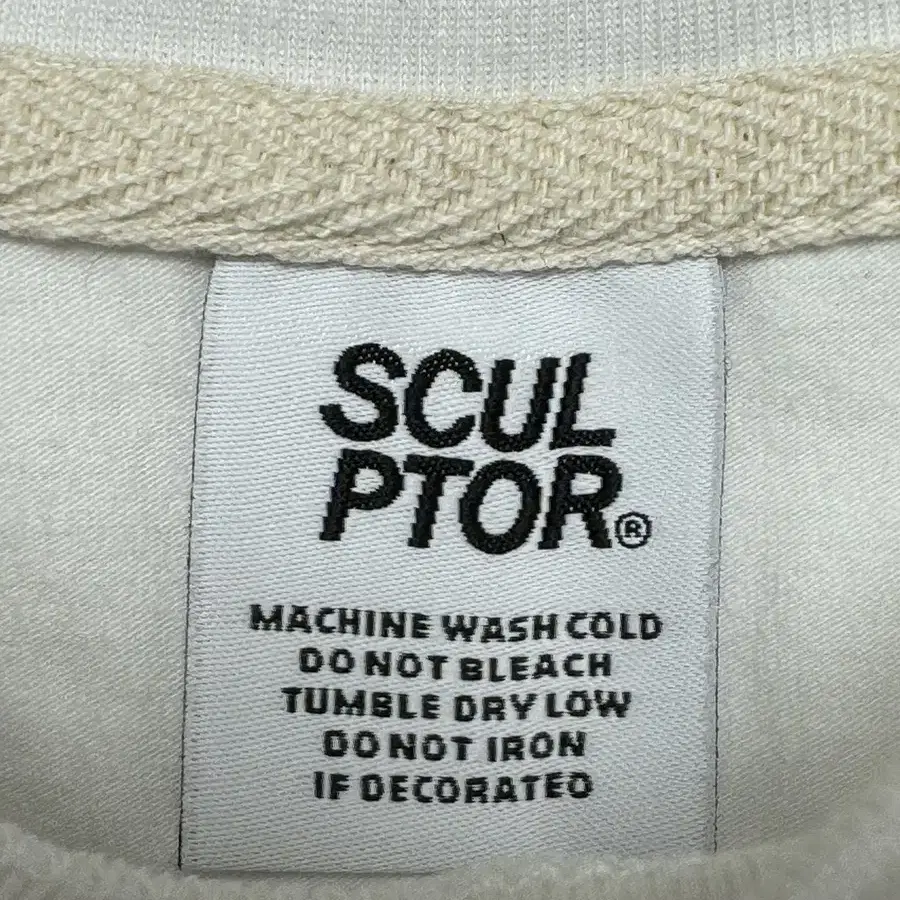 SCUL
PTOR®
MACHINE WASH COLD
DO NOT BLEACH
TUMBLE DRY LOW
DO NOT IRON
IF DECORATED